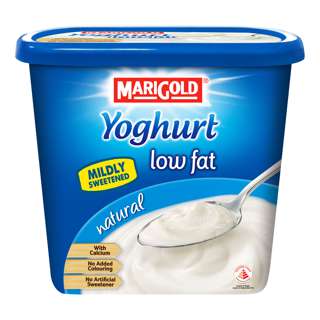 MARIGOLD
Yoghurt
low fat
MILDLY
SWEETENED
natural
With
Calcium
No Added
Colouring
No Artificial
Sweetener